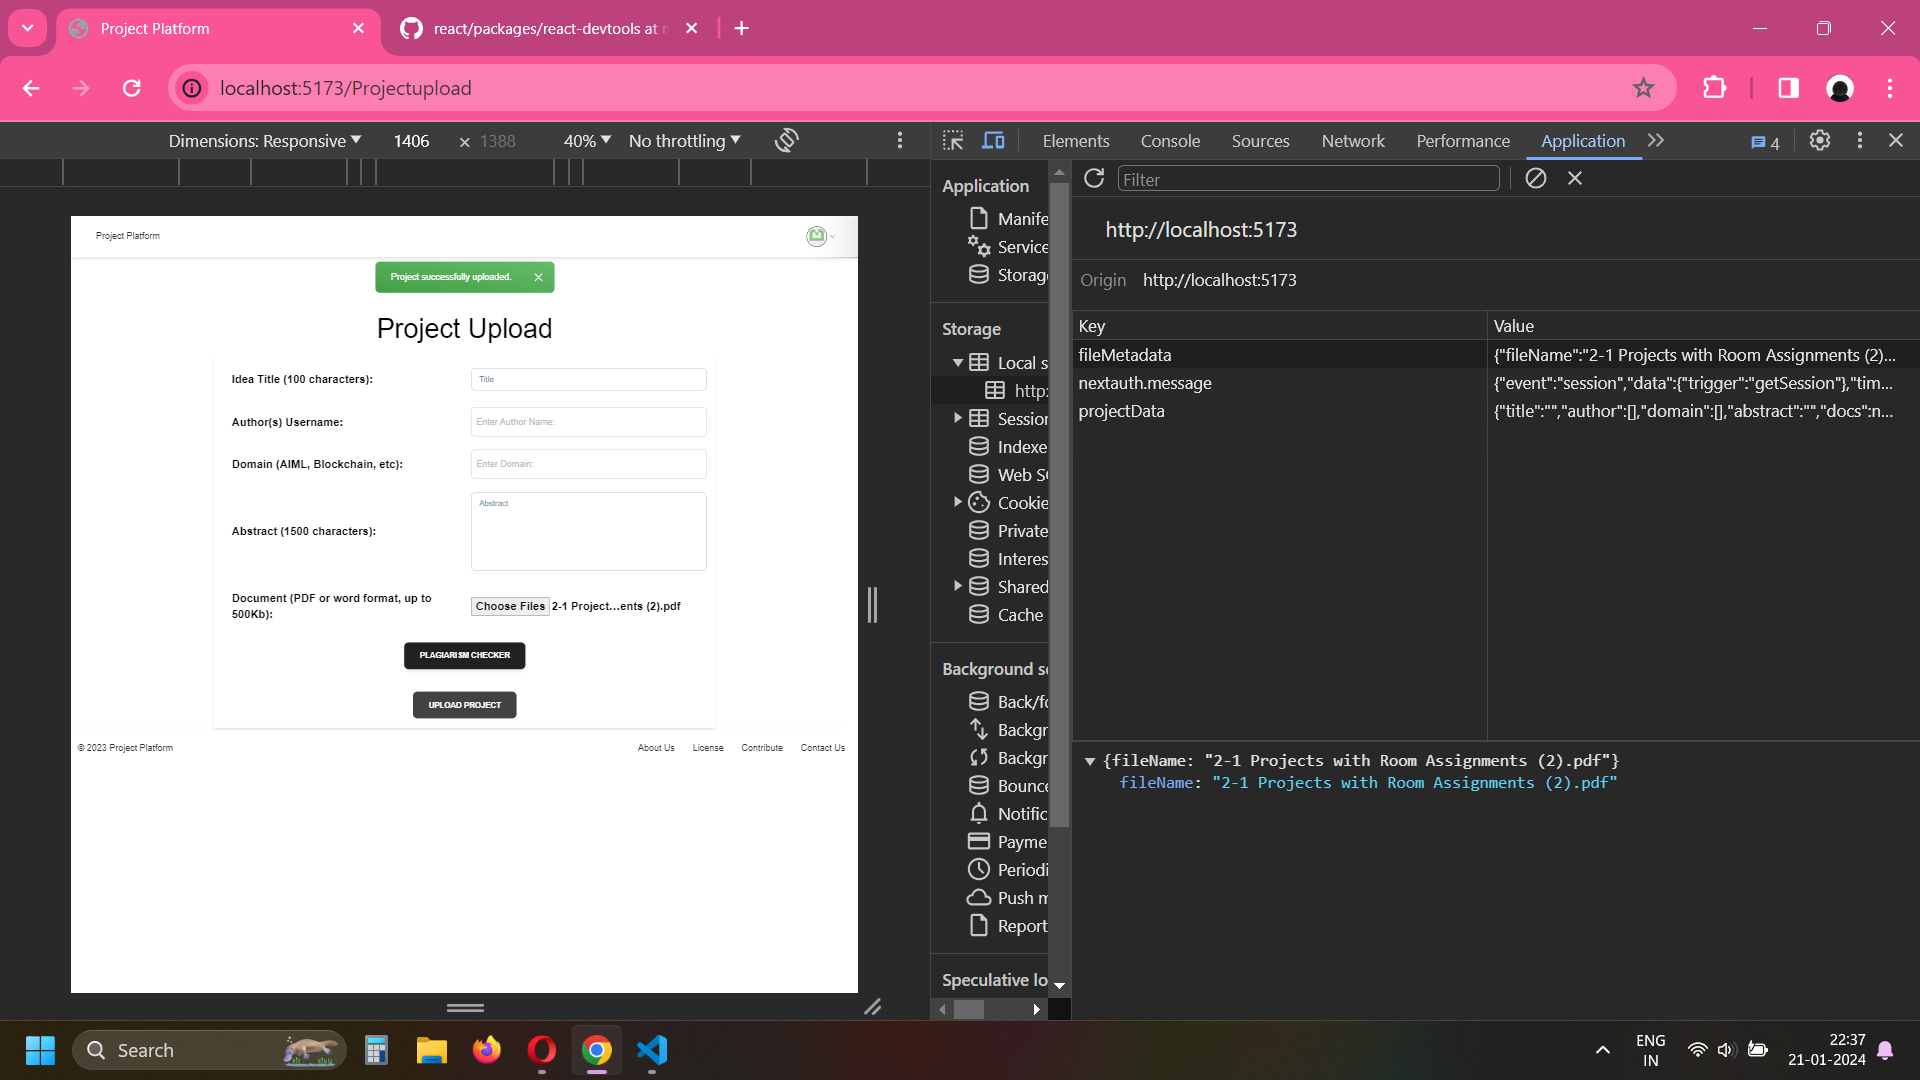 Project Platform
react/packages/react-devtools at
localhost:5173/Projectupload
Dimensions: Responsive
1406
×
1388
40%
No throttling
Elements
Console
Sources
Network
Performance
Application
4
Project Platform
Project successfully uploaded.
Project Upload
Idea Title (100 characters):
Title
Author(s) Username:
Enter Author Name:
Domain (AIML, Blockchain, etc):
Enter Domain:
Abstract (1500 characters):
Abstract
Document (PDF or word format, up to
500Kb):
Choose Files 2-1 Project...ents (2).pdf
PLAGIARISM CHECKER
UPLOAD PROJECT
© 2023 Project Platform
About Us
License
Contribute
Contact Us
Application
Manife
Service
Storag
Storage
Local s
http:
Session
Indexe
Web S
Cookie
Private
Interes
Shared
Cache
Background se
Back/fo
Backgr
Backgr
Bounce
Notific
Payme
Periodi
Push m
Report
Speculative lo
Filter
http://localhost:5173
Origin http://localhost:5173
Key
Value
fileMetadata
{"fileName":"2-1 Projects with Room Assignments (2)...
nextauth.message
{"event":"session","data":{"trigger":"getSession"},"tim...
projectData
{"title":"","author":[],"domain":[],"abstract":"","docs":n...
{fileName: "2-1 Projects with Room Assignments (2).pdf"}
fileName: "2-1 Projects with Room Assignments (2).pdf"
Search
ENG
IN
22:37
21-01-2024